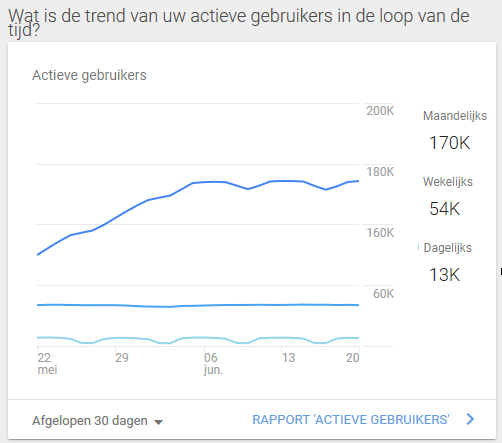 Wat is de trend van uw actieve gebruikers in de loop van de
tijd?
Actieve gebruikers
200K
180K
160K
60K
Maandelijks
170K
Wekelijks
54K
Dagelijks
13K
22 29 06 13 20
mei jun.
Afgelopen 30 dagen
RAPPORT 'ACTIEVE GEBRUIKERS'